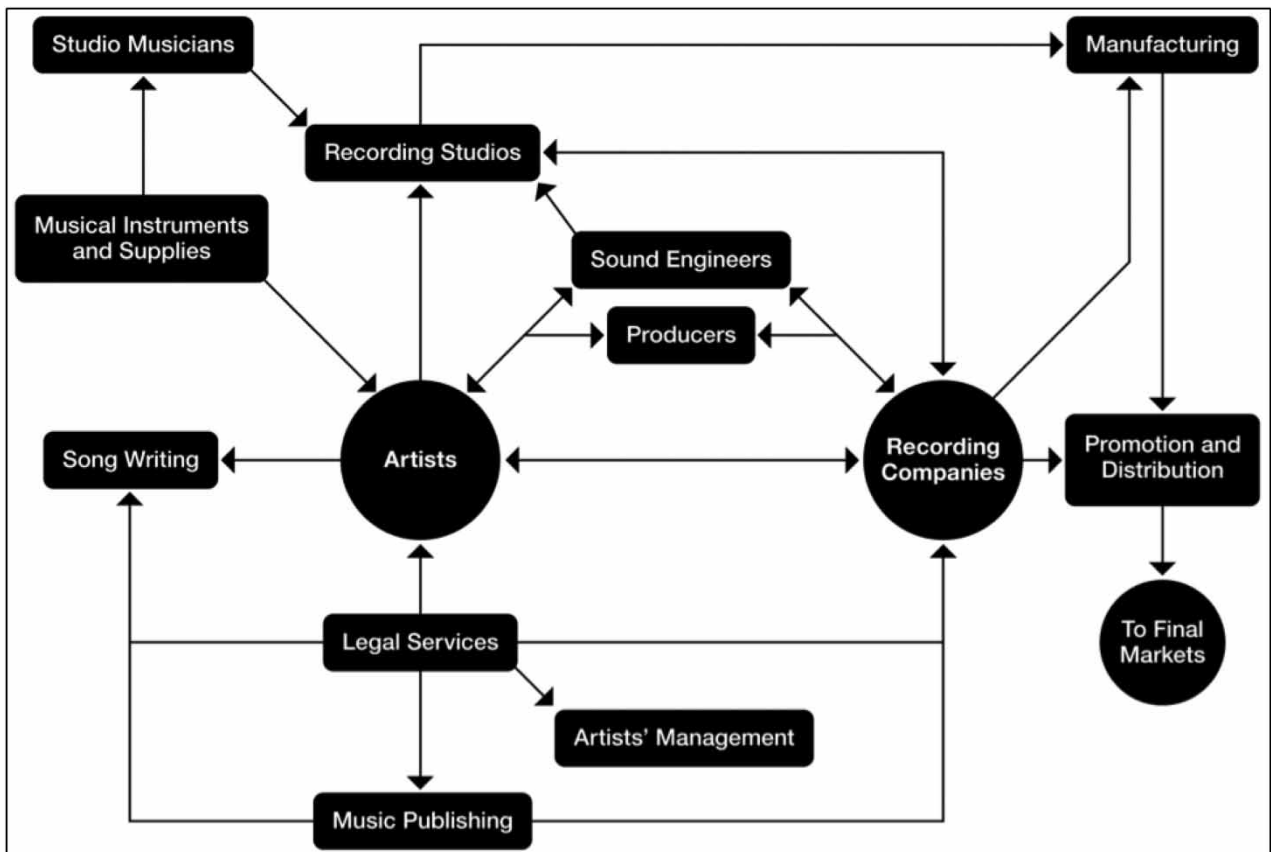 Studio Musicians
Manufacturing
Recording Studios
Musical Instruments
and Supplies
Sound Engineers
Producers
Song Writing
Artists
Recording
Companies
Promotion and
Distribution
Legal Services
To Final
Markets
Artists’ Management
Music Publishing